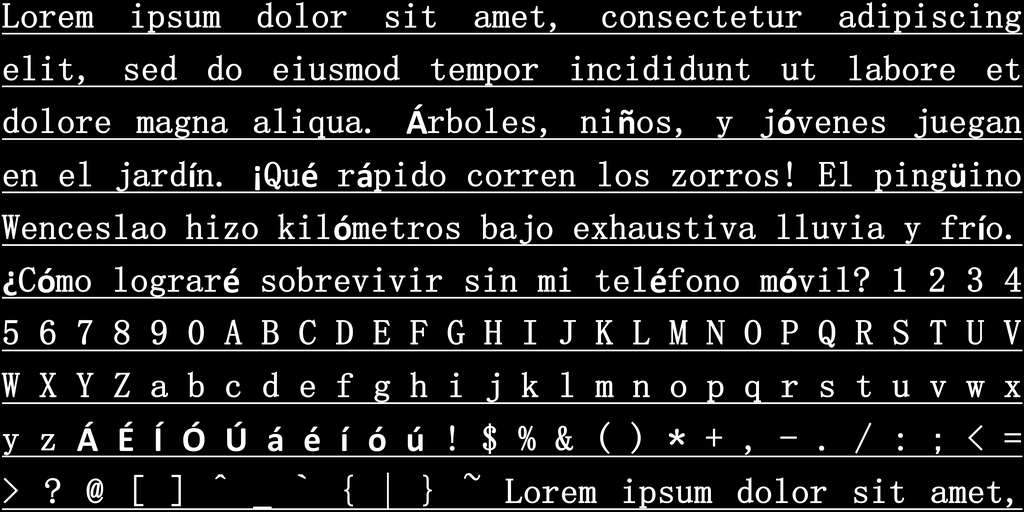 Lorem ipsum dolor sit amet, consectetur adipiscing
elit, sed do eiusmod tempor incididunt ut labore et
dolore magna aliqua. Árboles, niños, y jóvenes juegan
en el jardín. ¡Qué rápido corren los zorros! El pingüino
Wenceslao hizo kilómetros bajo exhaustiva lluvia y frío.
¿Cómo lograré sobrevivir sin mi teléfono móvil? 1 2 3 4
5 6 7 8 9 0 A B C D E F G H I J K L M N O P Q R S T U V
W X Y Z a b c d e f g h i j k l m n o p q r s t u v w x
y z Á É Í Ó Ú á é í ó ú ! $ % & ( ) * + , - . / : ; < =
> ? @ [ ] ^ _ ` { | } ~ Lorem ipsum dolor sit amet,